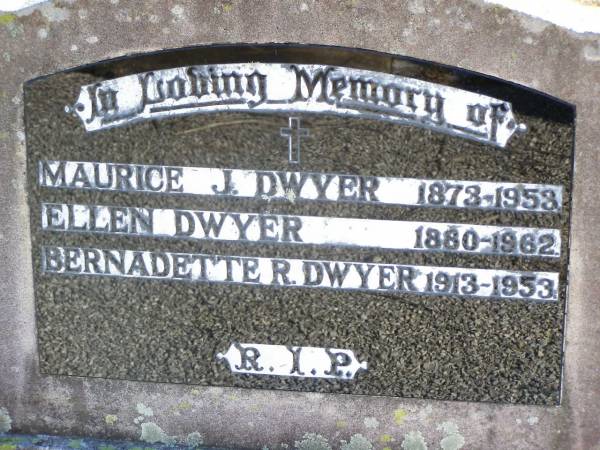 In Loving Memory of
MAURICE J. DWYER 1873-1953
ELLEN DWYER 1880-1962
BERNADETTE R. DWYER 1913-1953
R. I. P.